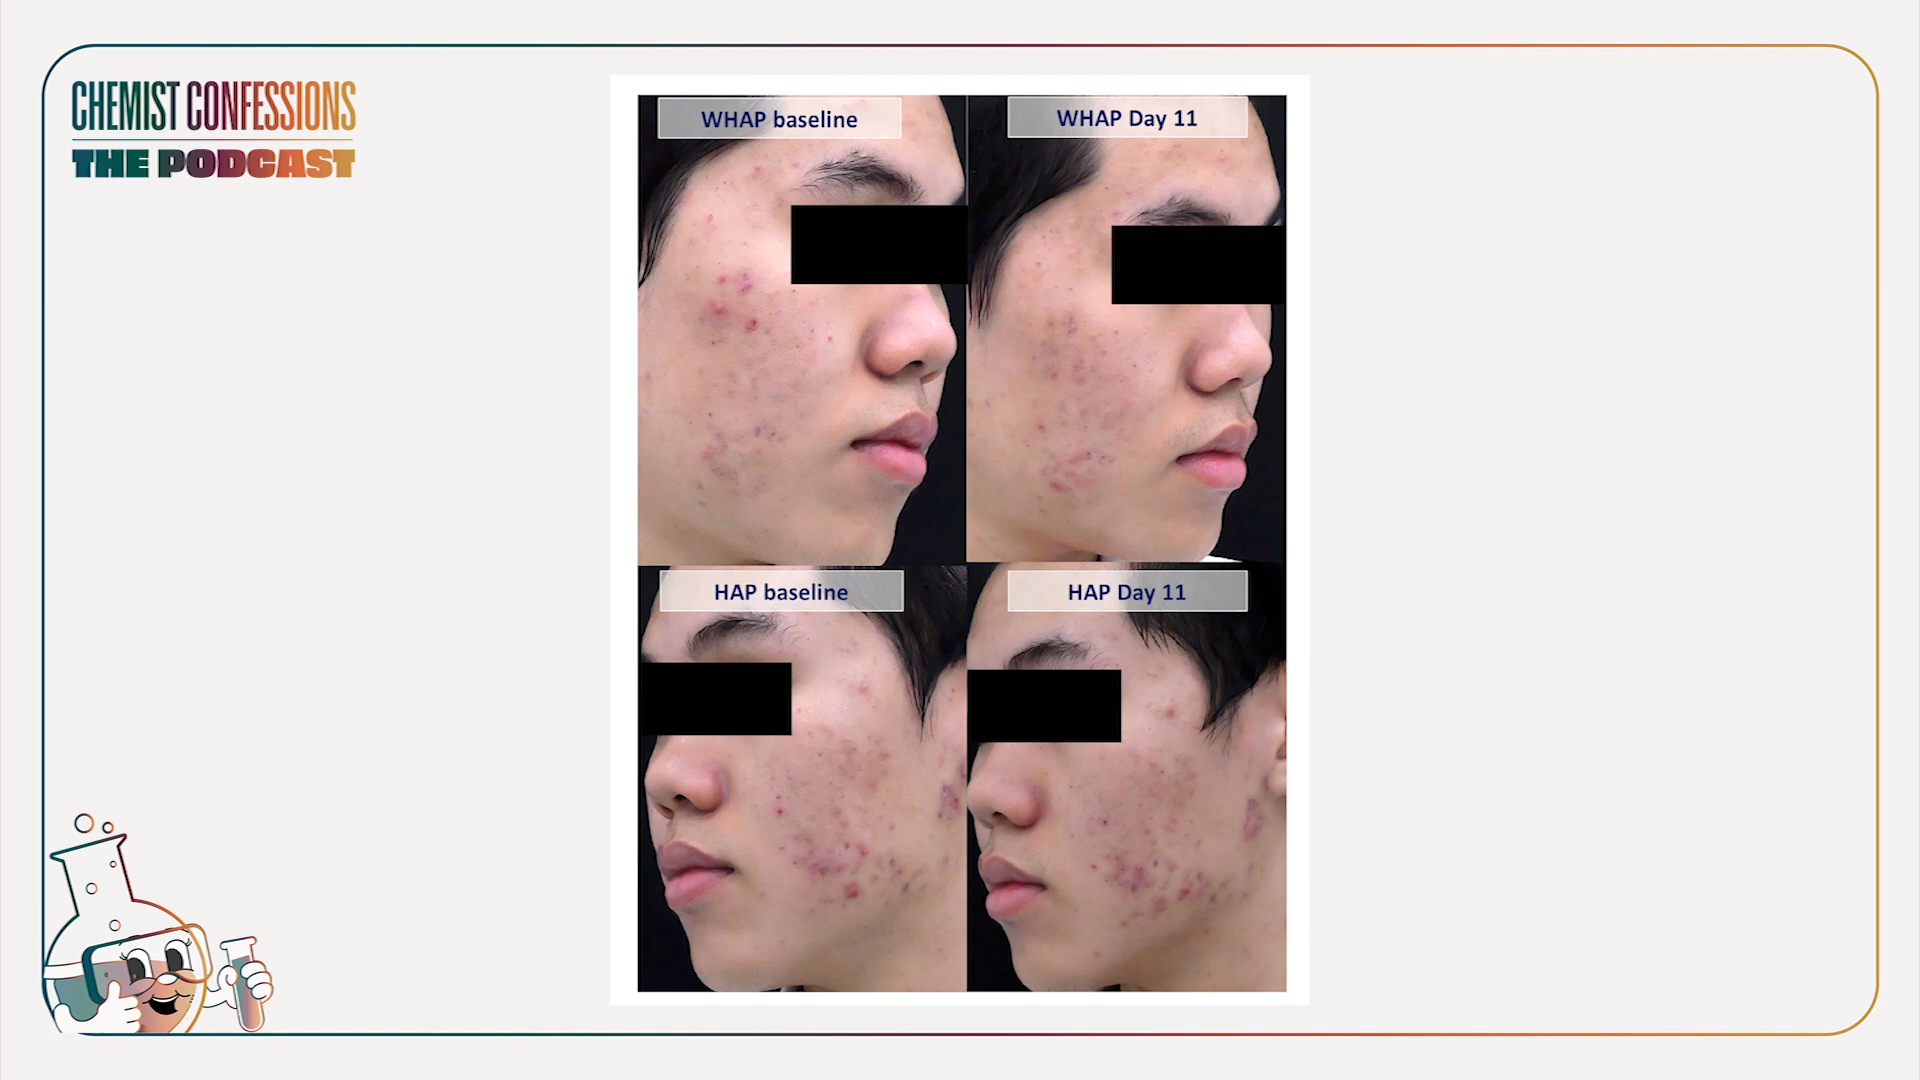 CHEMIST CONFESSIONS
THE PODCAST
WHAP baseline
WHAP Day 11
HAP baseline
HAP Day 11